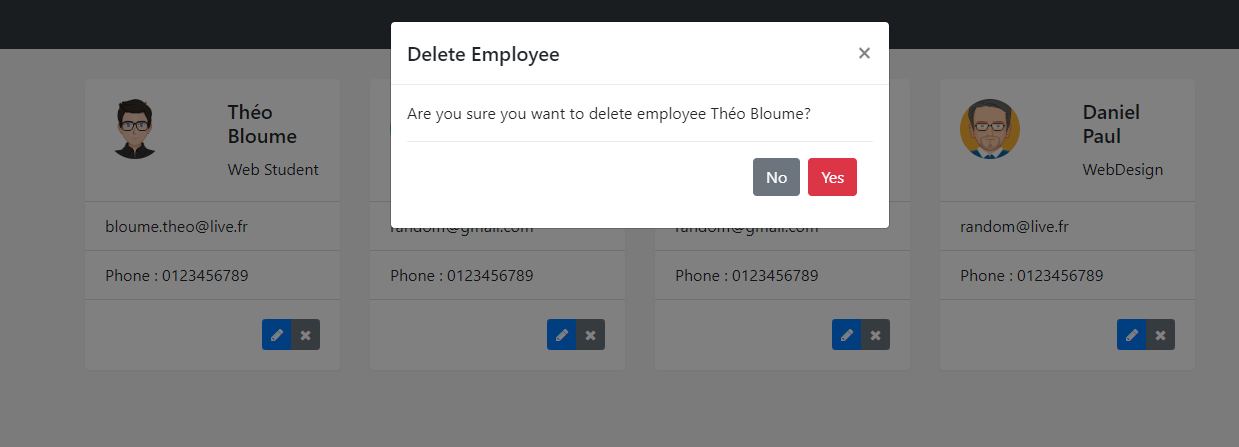 Delete Employee
×
Are you sure you want to delete employee Théo Bloume?
No Yes
Théo
Bloume
Web Student
bloume.theo@live.fr
Phone : 0123456789
random@gmail.com
Phone : 0123456789
random@gmail.com
Phone : 0123456789
Daniel
Paul
WebDesign
random@live.fr
Phone : 0123456789